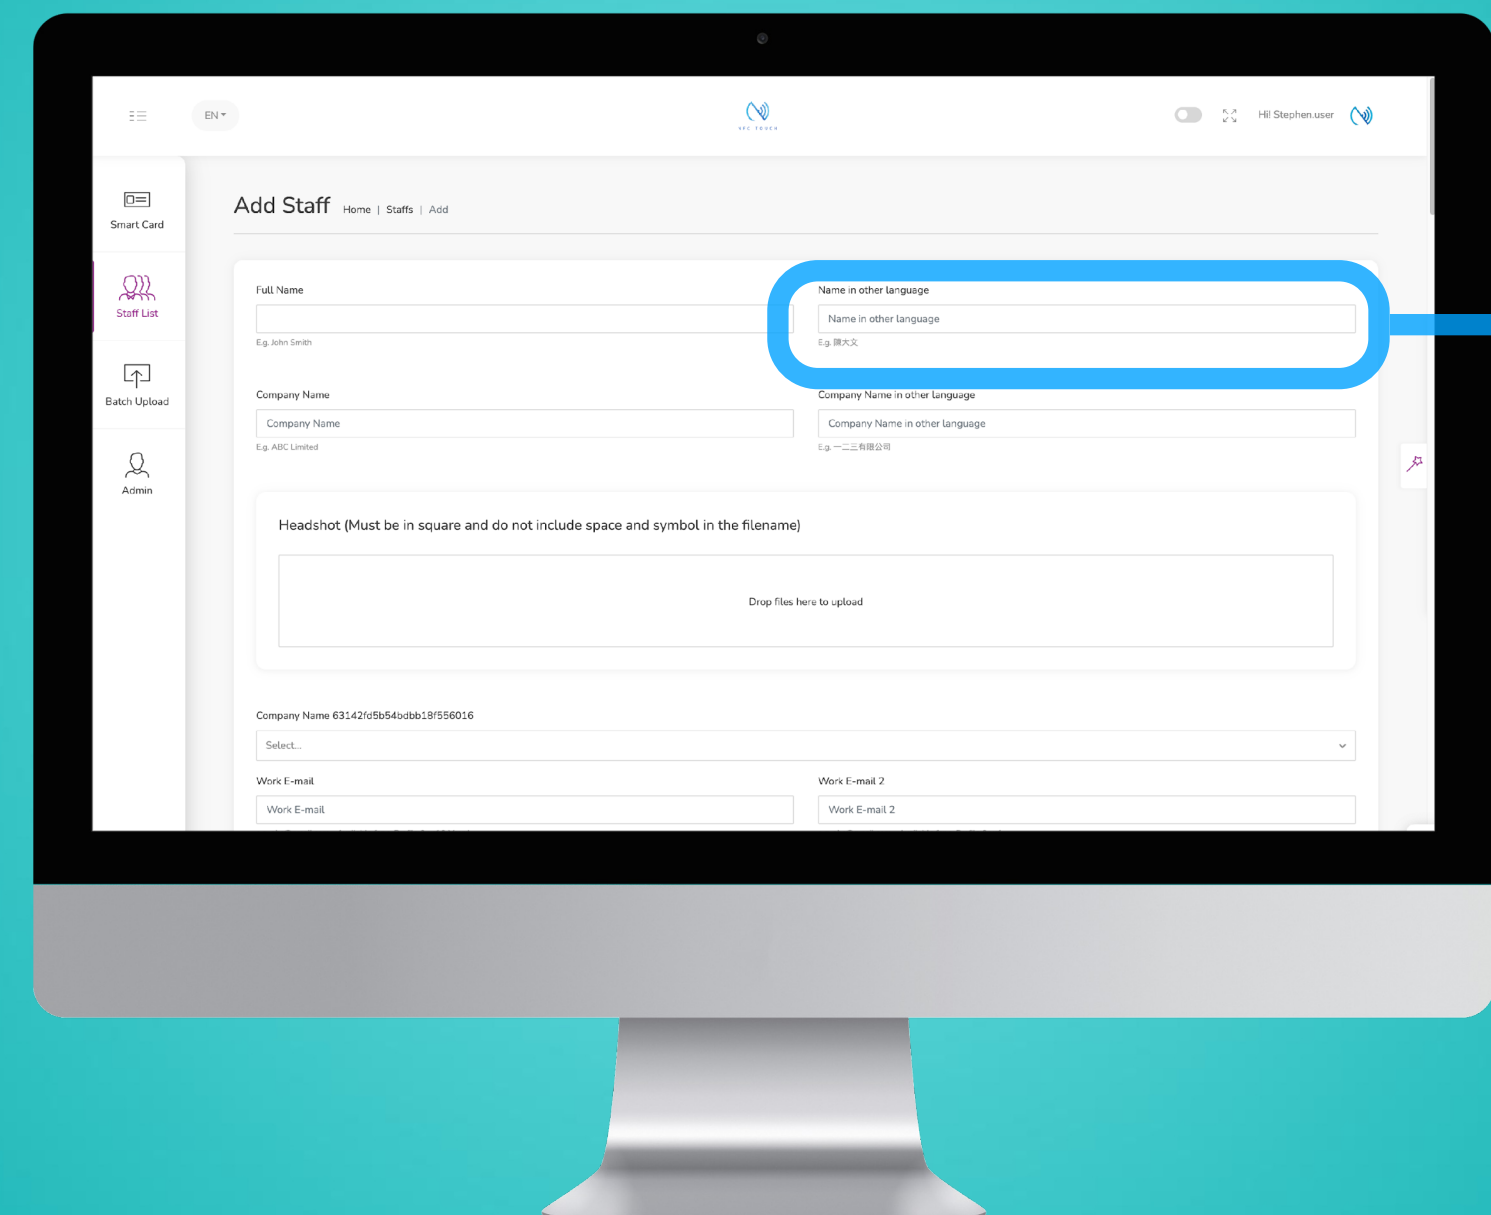 EN
NFC TOUCH
Hi! Stephen.user
Smart Card
Staff List
Batch Upload
Admin
Add Staff Home | Staffs | Add
Full Name
E.g. John Smith
Name in other language
Name in other language
E.g. 陳大文
Company Name
Company Name
E.g. ABC Limited
Company Name in other language
Company Name in other language
E.g. 一二三有限公司
Headshot (Must be in square and do not include space and symbol in the filename)
Drop files here to upload
Company Name 63142fd5b54bdbb18f556016
Select...
Work E-mail
Work E-mail
Work E-mail 2
Work E-mail 2